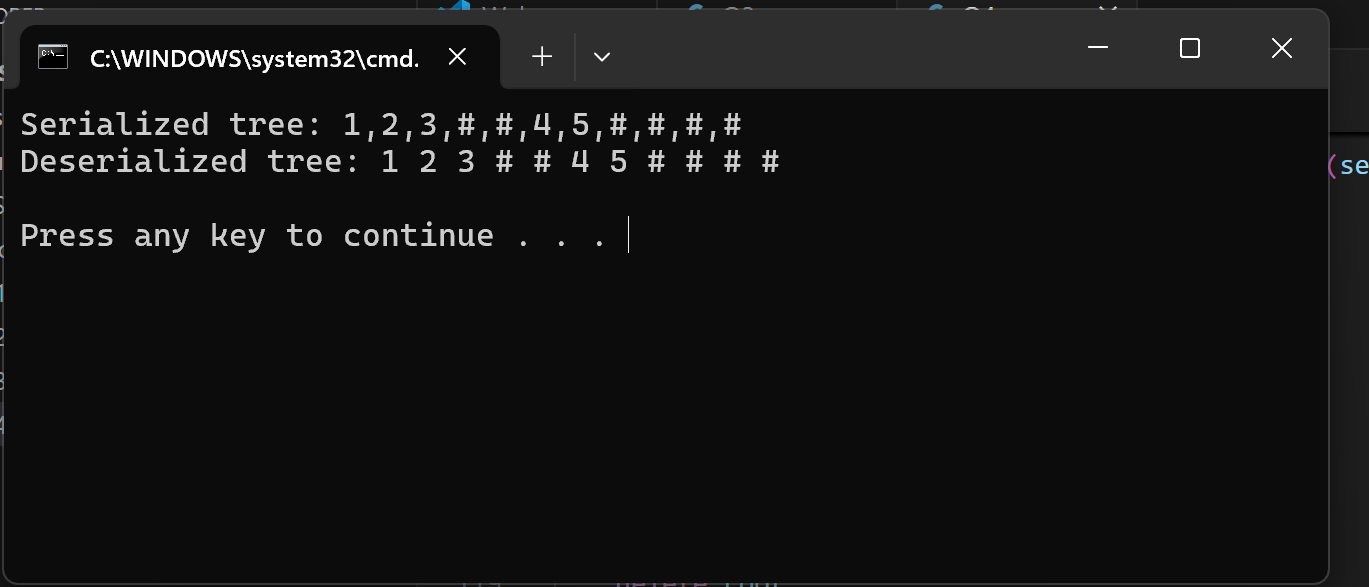 C:\WINDOWS\system32\cmd.
Serialized tree: 1,2,3,#,#,4,5,#,#,#,#
Deserialized tree: 1 2 3 # # 4 5 # # # #
Press any key to continue . . .
(se